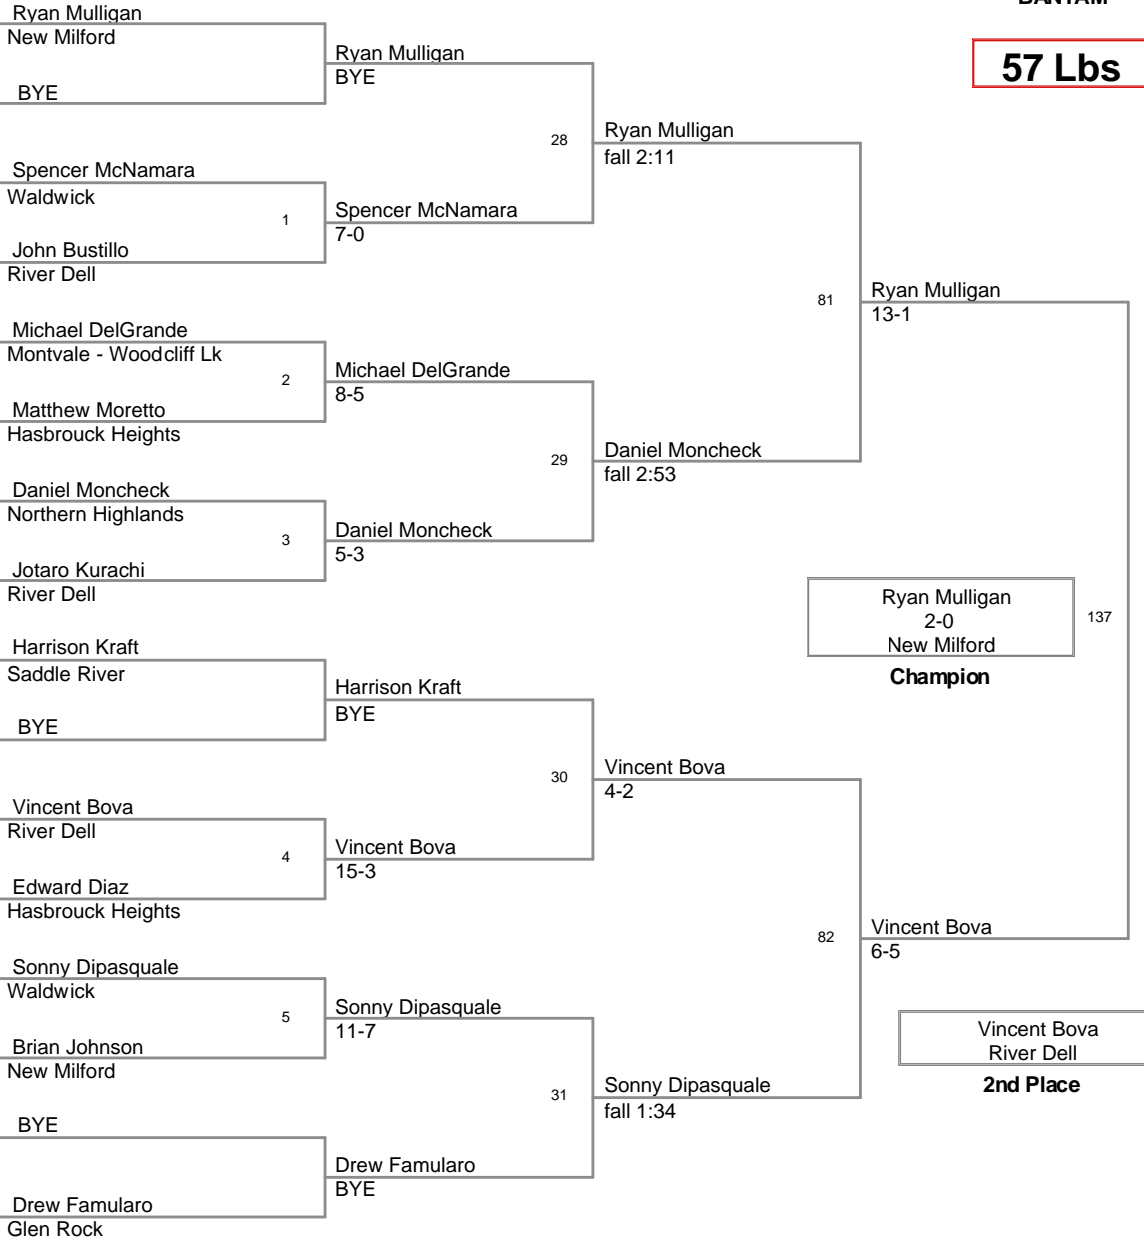 BANTAM
57 Lbs
Ryan Mulligan
New Milford
BYE
Spencer McNamara
Waldwick
1
John Bustillo
River Dell
Michael DelGrande
Montvale - Woodcliff Lk
2
Matthew Moretto
Hasbrouck Heights
Daniel Moncheck
Northern Highlands
3
Jotaro Kurachi
River Dell
Harrison Kraft
Saddle River
BYE
Vincent Bova
River Dell
4
Edward Diaz
Hasbrouck Heights
Sonny Dipasquale
Waldwick
5
Brian Johnson
New Milford
BYE
Drew Famularo
Glen Rock
Ryan Mulligan
BYE
28
Spencer McNamara
7-0
Michael DelGrande
8-5
29
Daniel Moncheck
5-3
Harrison Kraft
BYE
30
Vincent Bova
15-3
Sonny Dipasquale
11-7
31
Drew Famularo
BYE
Ryan Mulligan
fall 2:11
81
Daniel Moncheck
fall 2:53
Vincent Bova
4-2
82
Sonny Dipasquale
fall 1:34
Ryan Mulligan
13-1
Ryan Mulligan
2-0
New Milford
137
Champion
Vincent Bova
6-5
Vincent Bova
River Dell
2nd Place